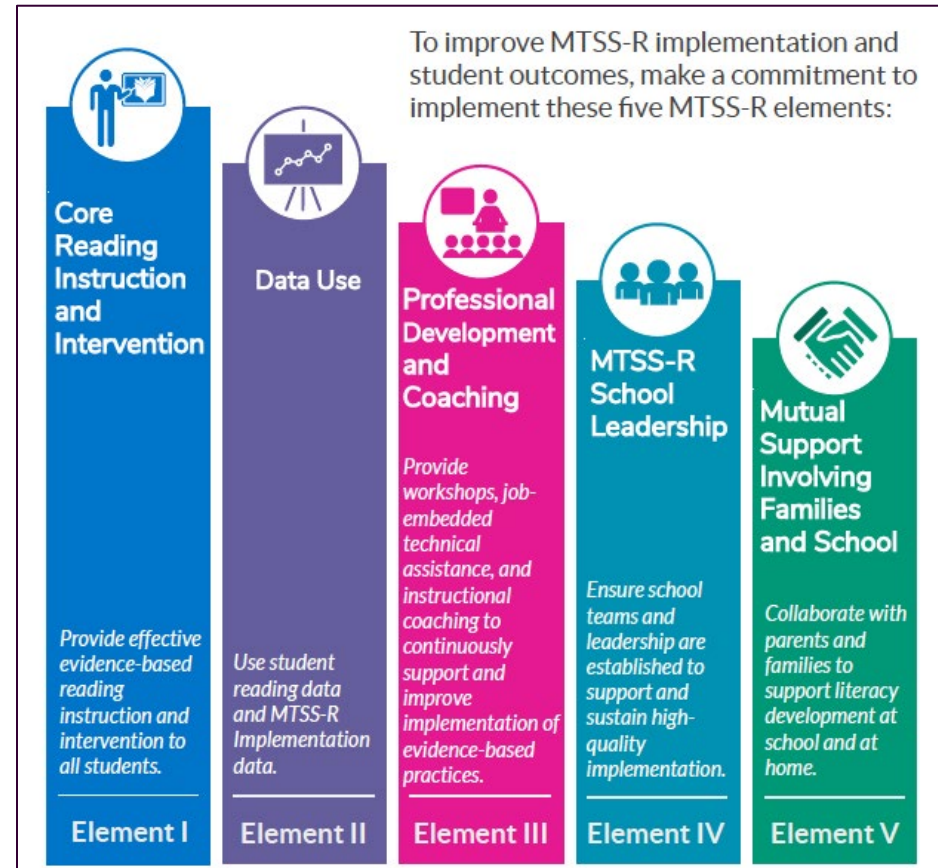 To improve MTSS-R implementation and
student outcomes, make a commitment to
implement these five MTSS-R elements:
Core
Reading
Instruction
and
Intervention
Provide effective
evidence-based
reading
instruction and
intervention to
all students.
Element I
Data Use
Use student
reading data
and MTSS-R
Implementation
data.
Element II
Professional
Development
and
Coaching
Provide
workshops, job-
embedded
technical
assistance, and
instructional
coaching to
continuously
support and
improve
implementation of
evidence-based
practices.
Element III
MTSS-R
School
Leadership
Ensure school
teams and
leadership are
established to
support and
sustain high-
quality
implementation.
Element IV
Mutual
Support
Involving
Families
and School
Collaborate with
parents and
families to
support literacy
development at
school and at
home.
Element V